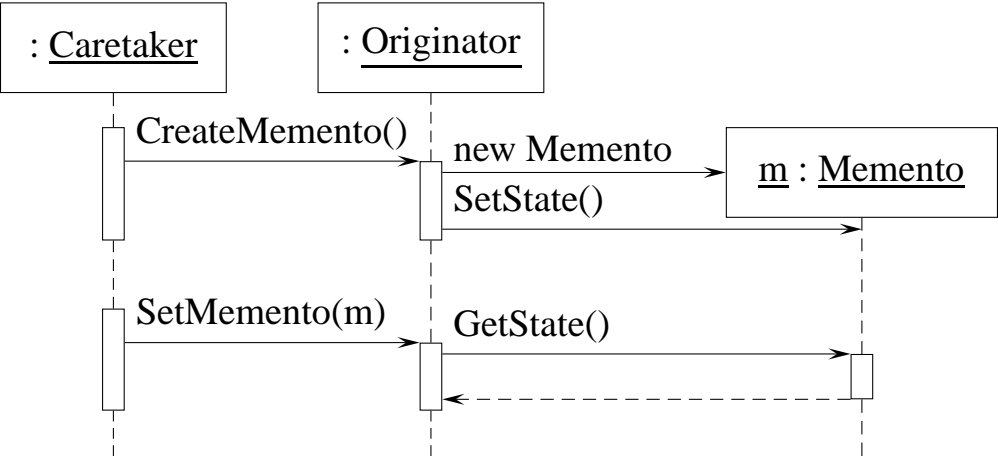 : Caretaker
: Originator
CreateMemento()
new Memento
m : Memento
SetState()
SetMemento(m)
GetState()